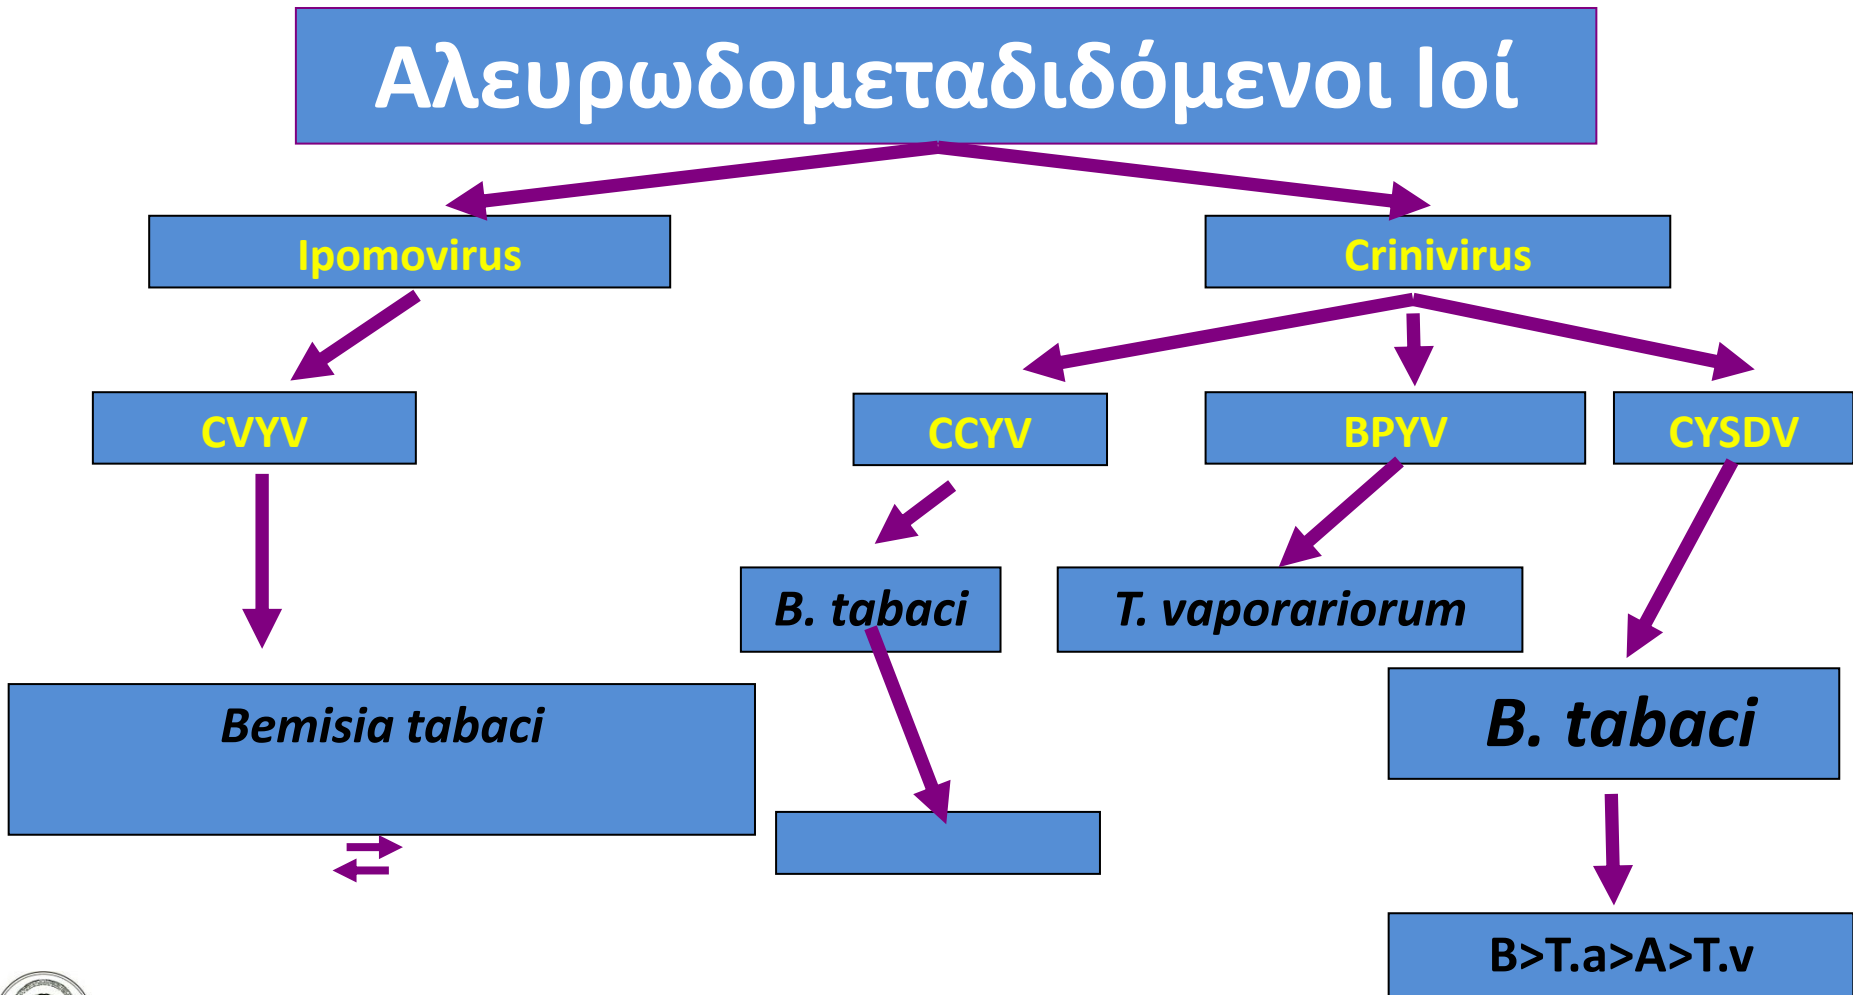 Αλευρωδομεταδιδόμενοι Ιοί
Ipomovirus
Crinivirus
CVYV
CCYV
BPYV
CYSDV
B. tabaci
T. vaporariorum
Bemisia tabaci
B. tabaci
B>T.a>A>T.v